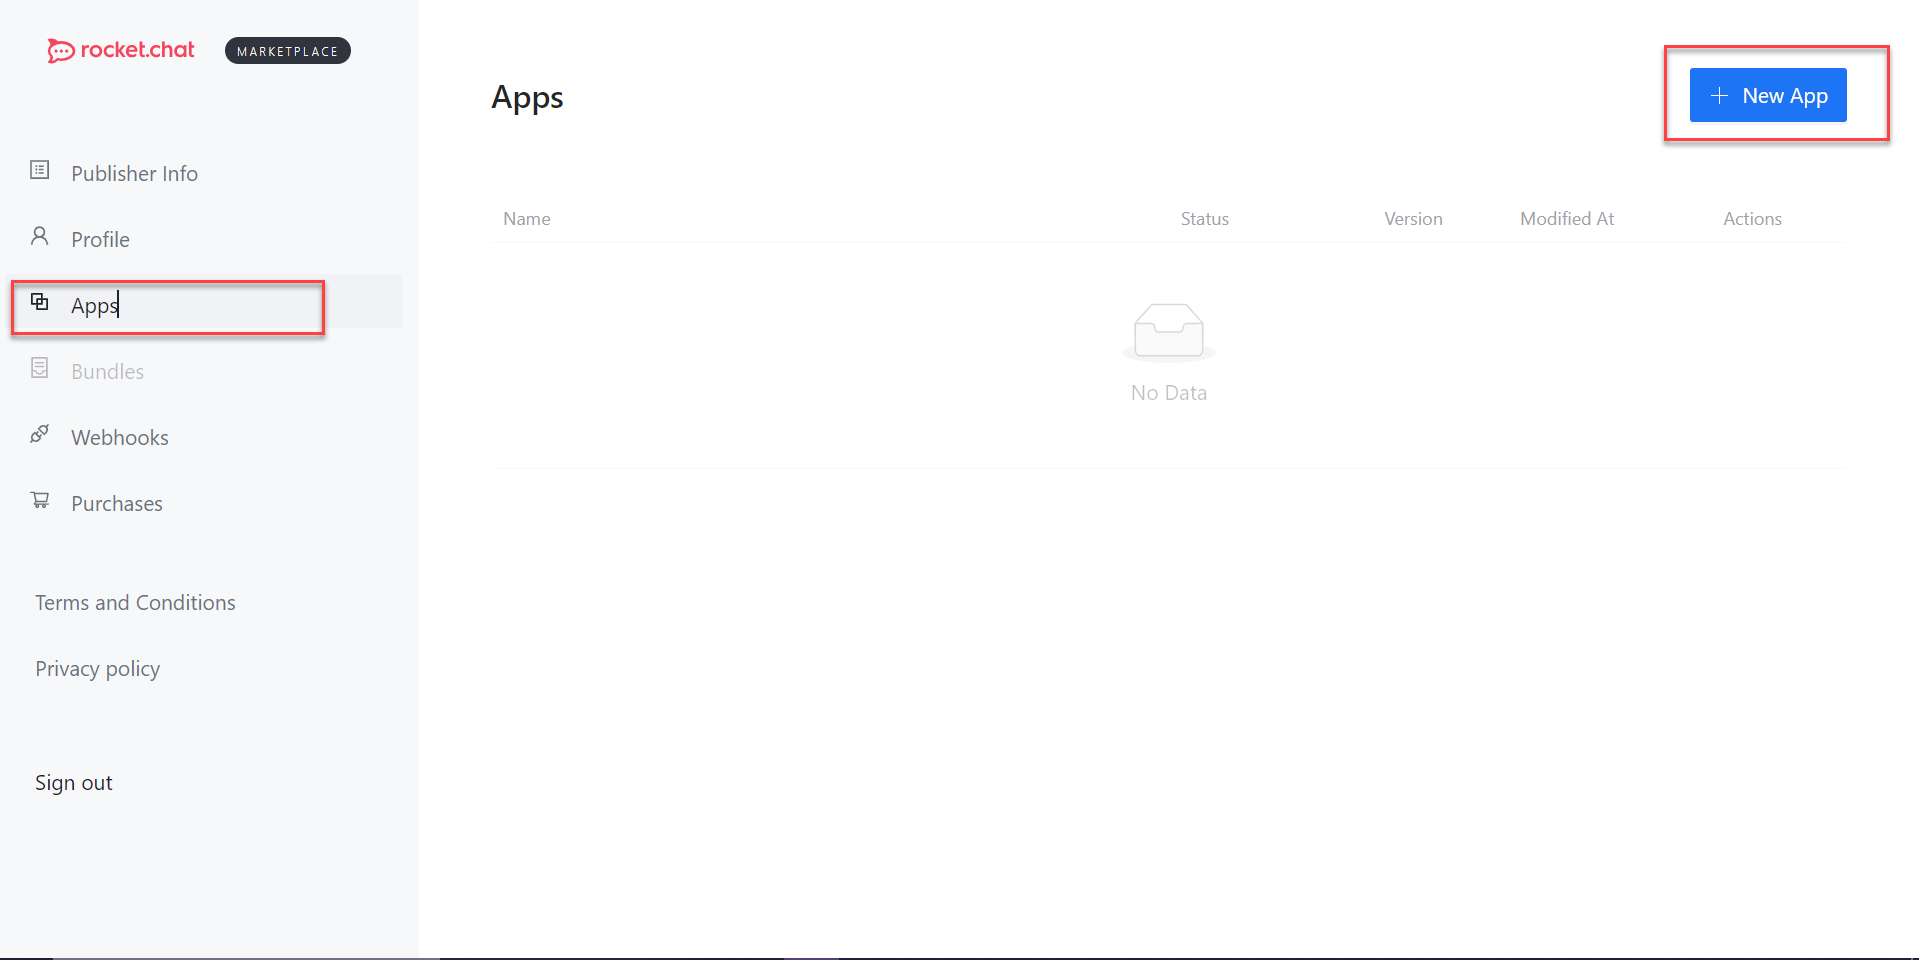 rocket.chat MARKETPLACE
Publisher Info
Profile
Apps
Bundles
Webhooks
Purchases
Terms and Conditions
Privacy policy
Sign out
Apps
New App
Name Status Version Modified At Actions
No Data